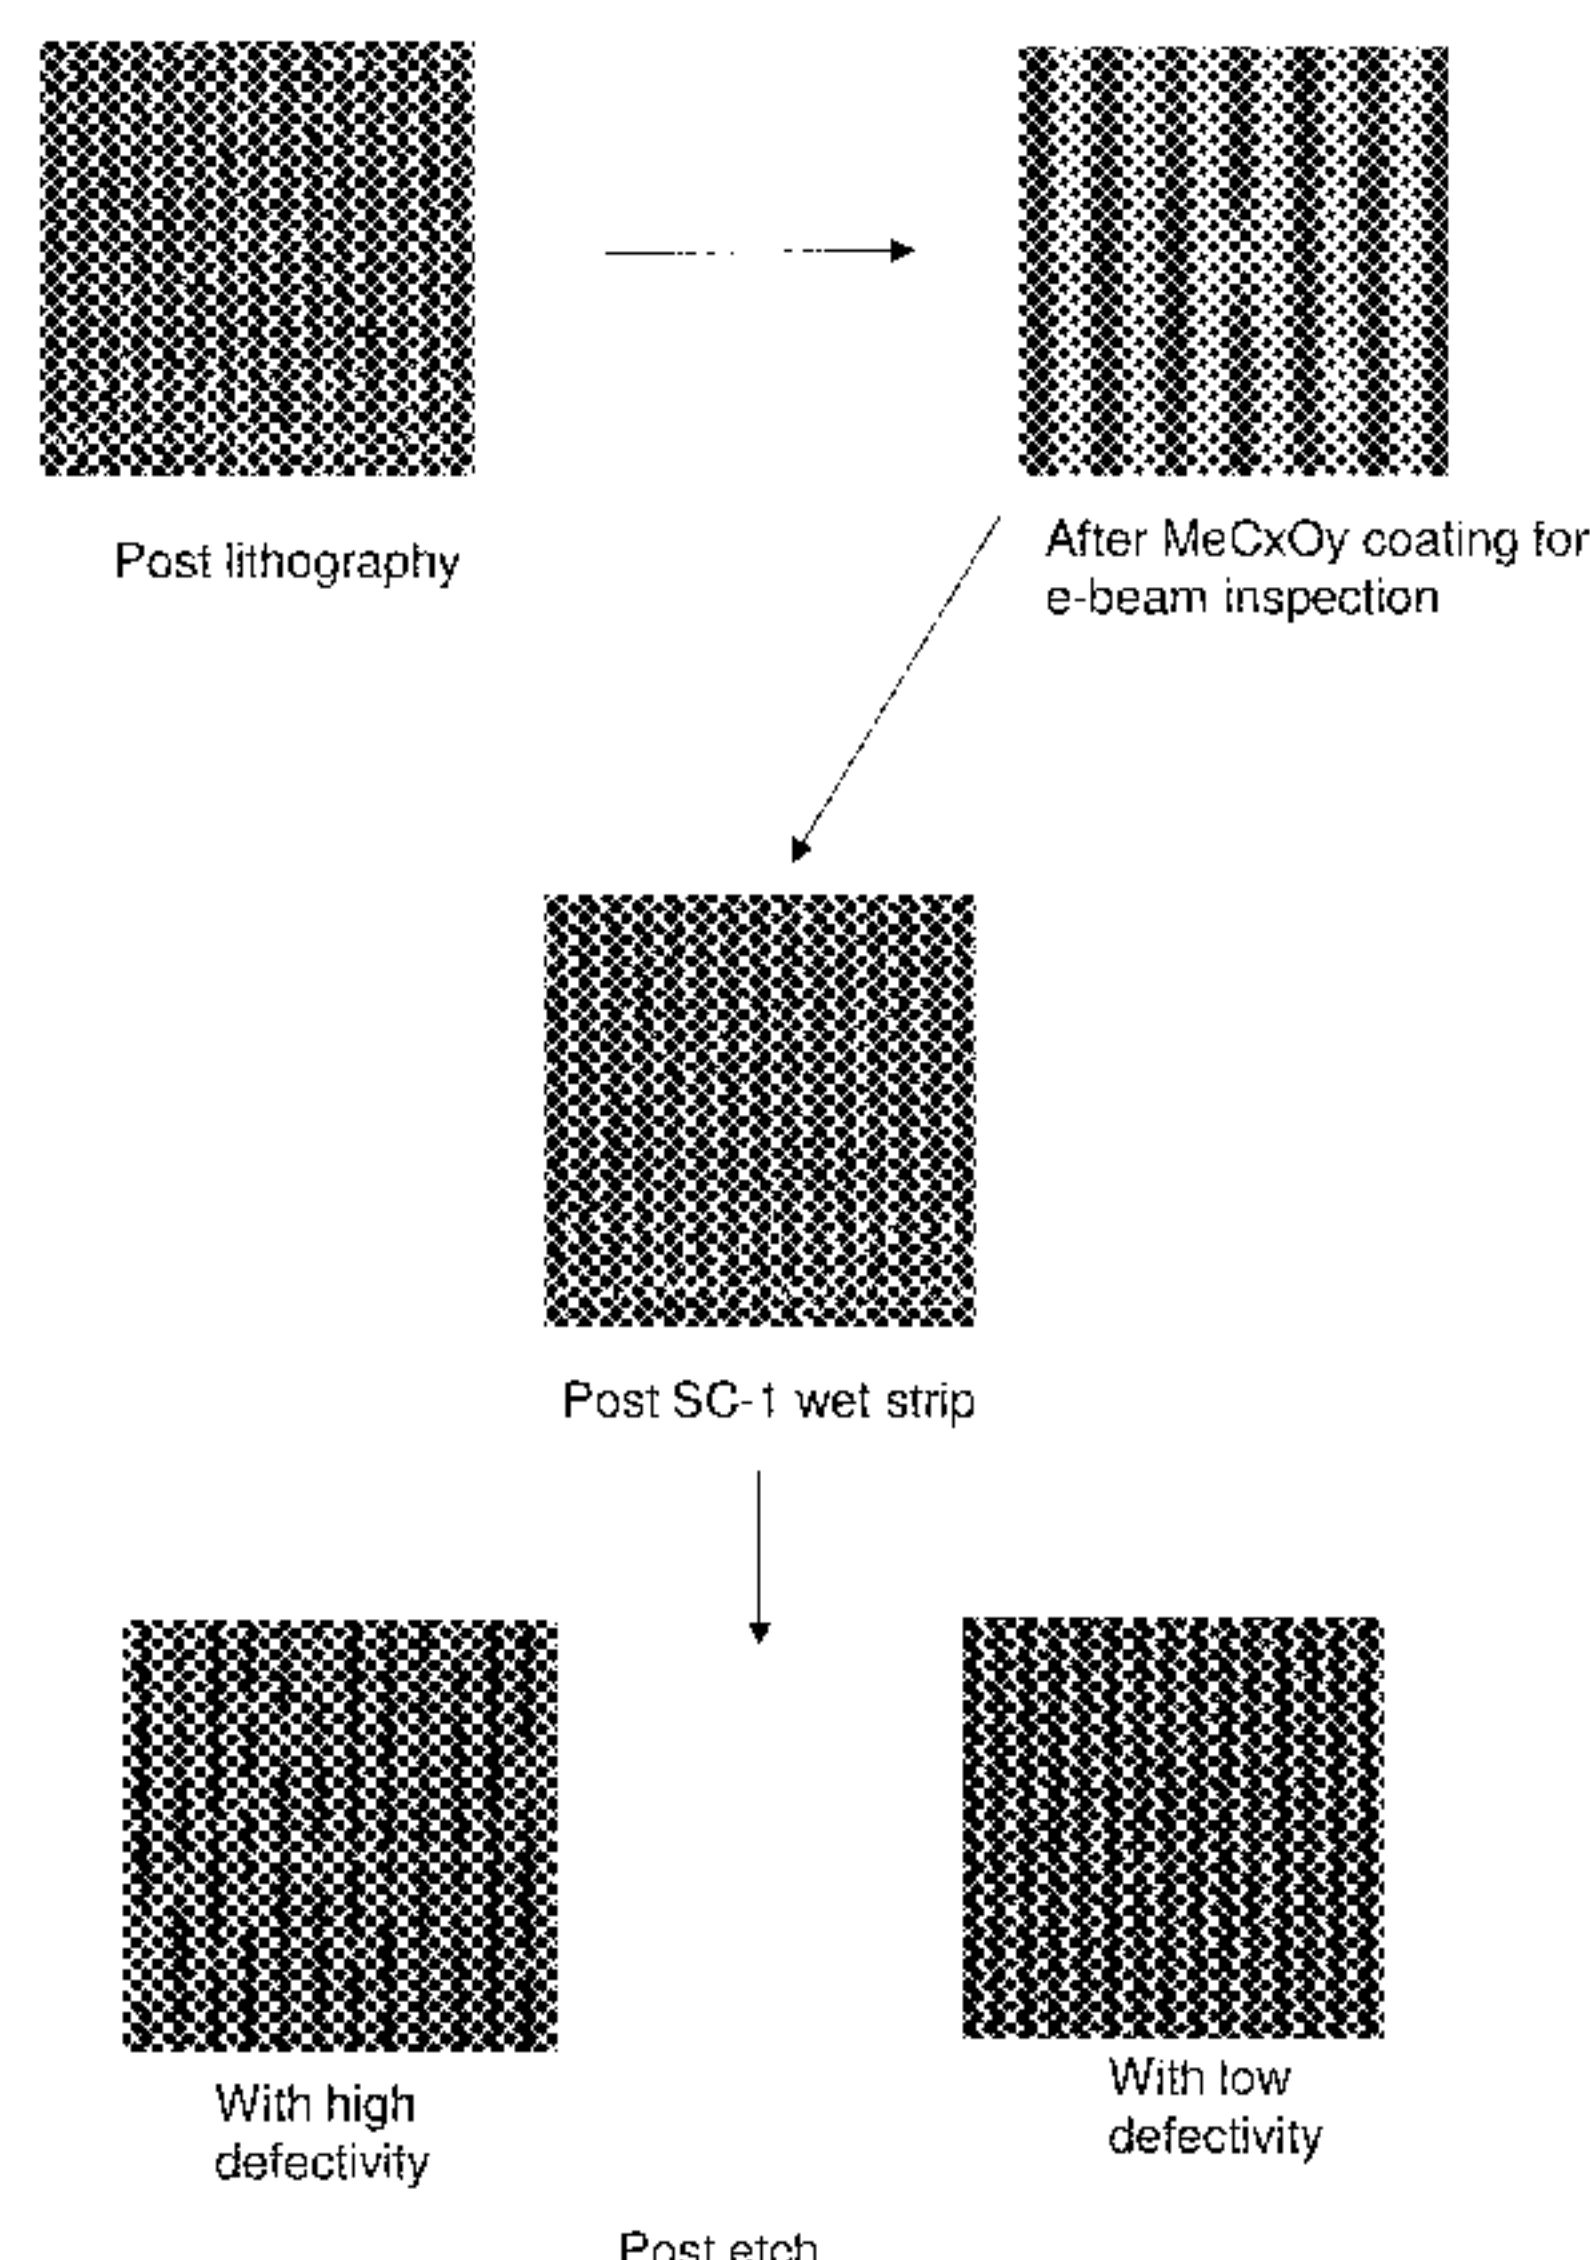 Post lithography
After MeCxOy coating for
e-beam inspection
Post SC-1 wet strip
With high
defectivity
With low
defectivity
Post etch